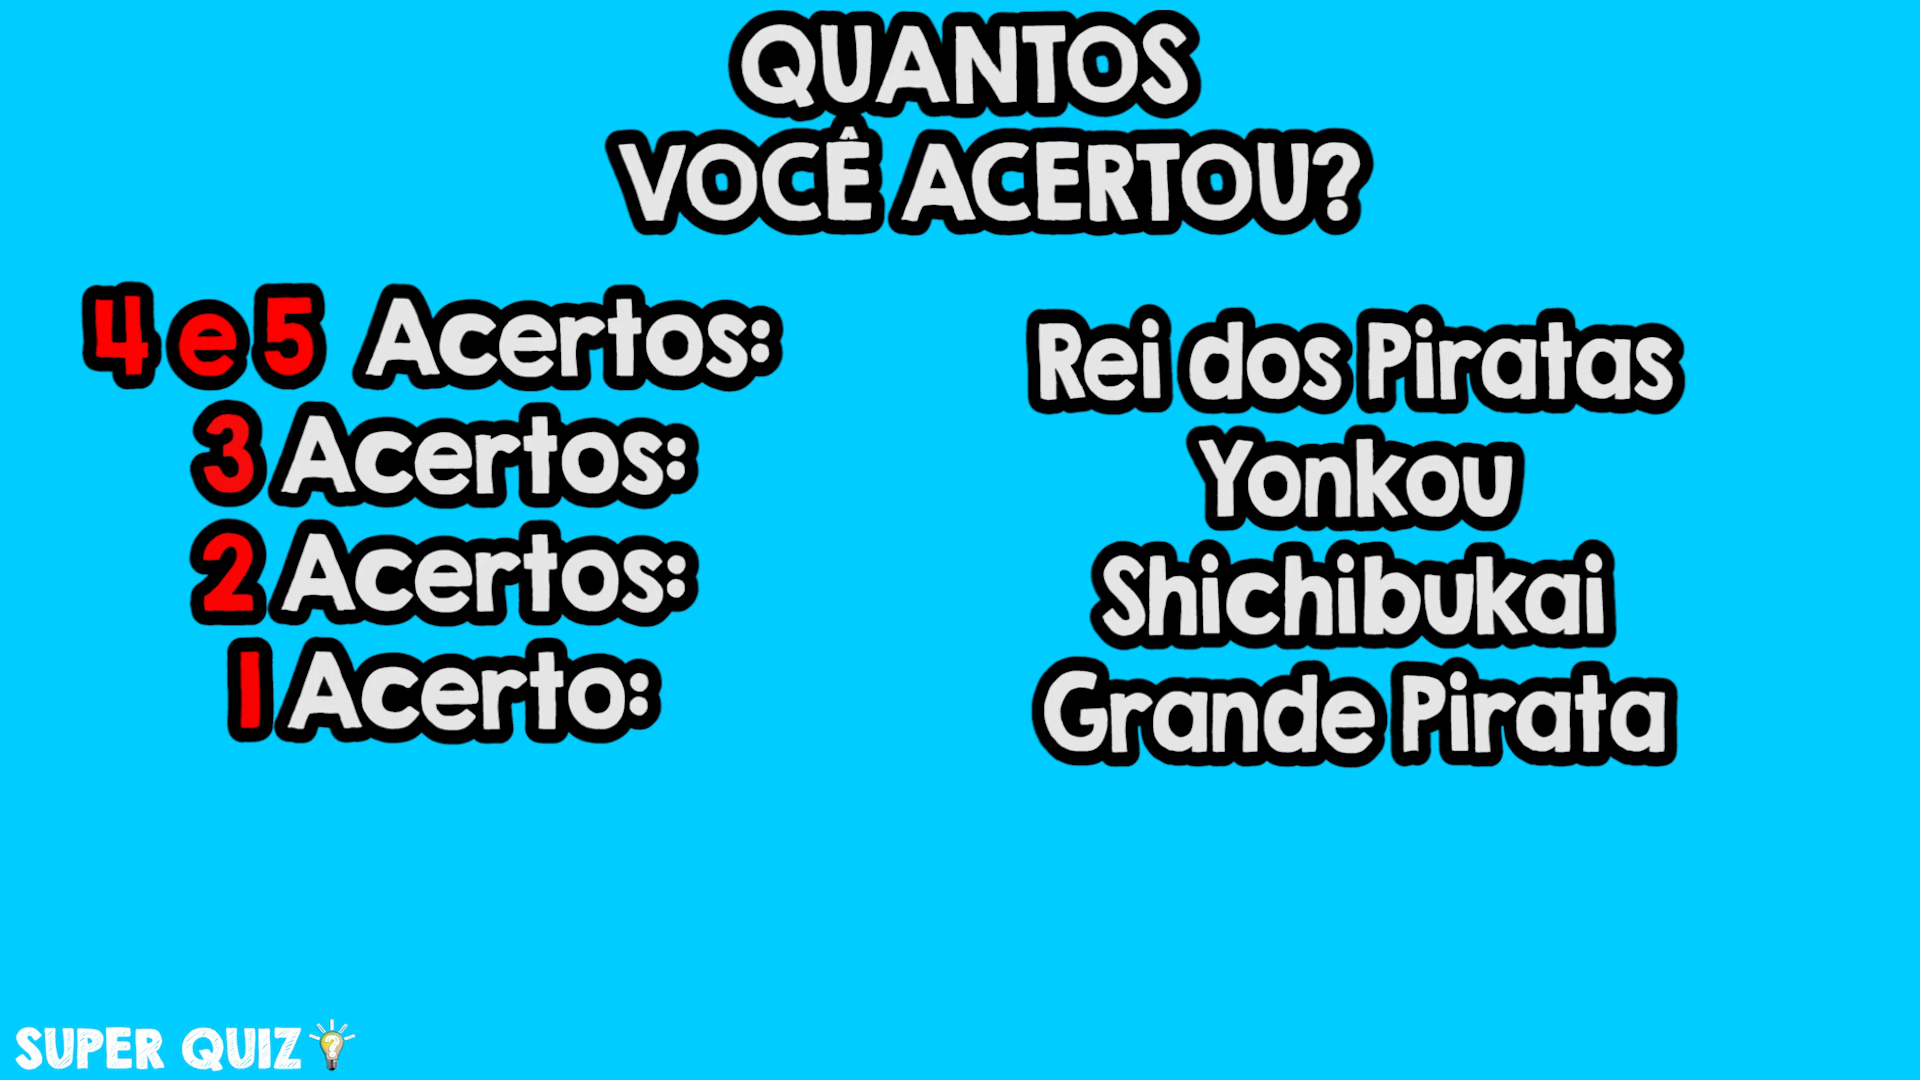 QUANTOS
VOCÊ ACERTOU?
4 e 5 Acertos: Rei dos Piratas
3 Acertos: Yonkou
2 Acertos: Shichibukai
1 Acerto: Grande Pirata
SUPER QUIZ ?